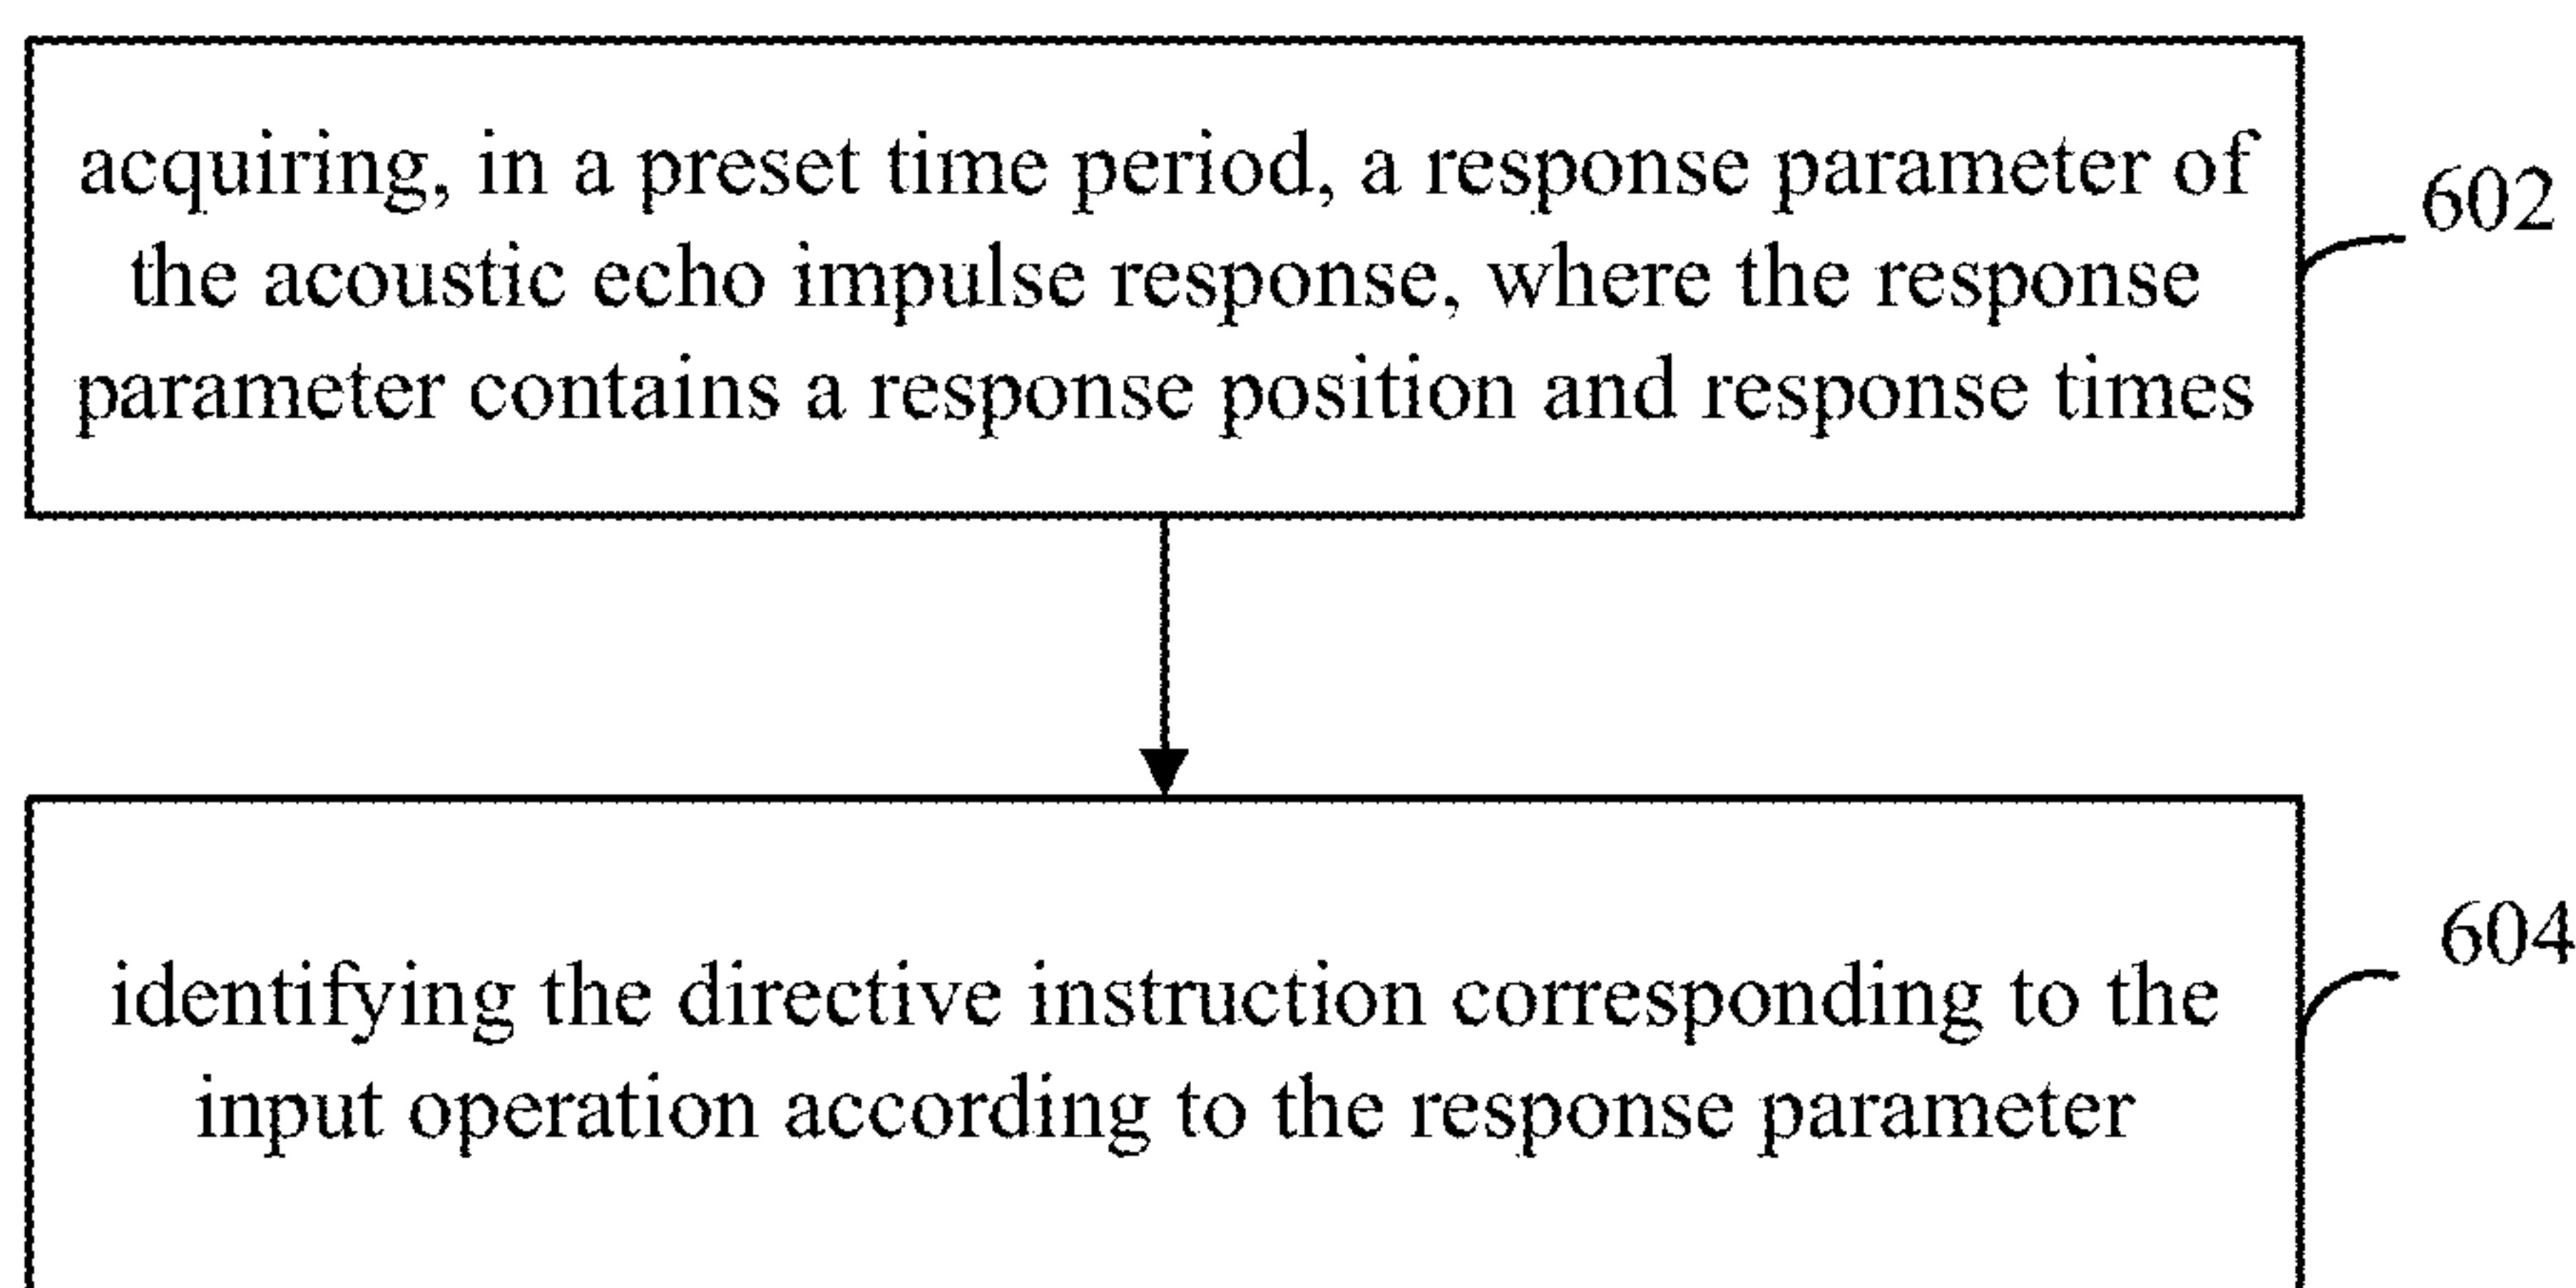 acquiring, in a preset time period, a response parameter of
the acoustic echo impulse response, where the response
parameter contains a response position and response times
602
identifying the directive instruction corresponding to the
input operation according to the response parameter
604